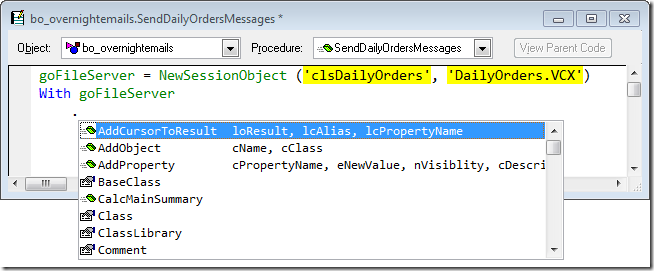 bo_overnightemails.SendDailyOrdersMessages *
Object: bo_overnightemails Procedure: SendDailyOrdersMessages View Parent Code
goFileServer = NewSessionObject ('clsDailyOrders', 'DailyOrders.VCX')
With goFileServer
.
AddCursorToResult loResult, lcAlias, lcPropertyName
AddObject cName, cClass
AddProperty cPropertyName, eNewValue, nVisiblity, cDescri
BaseClass
CalcMainSummary
Class
ClassLibrary
Comment